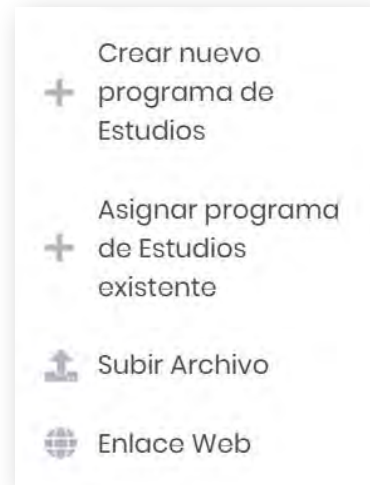 Crear nuevo
programa de
Estudios
Asignar programa
de Estudios
existente
Subir Archivo
Enlace Web